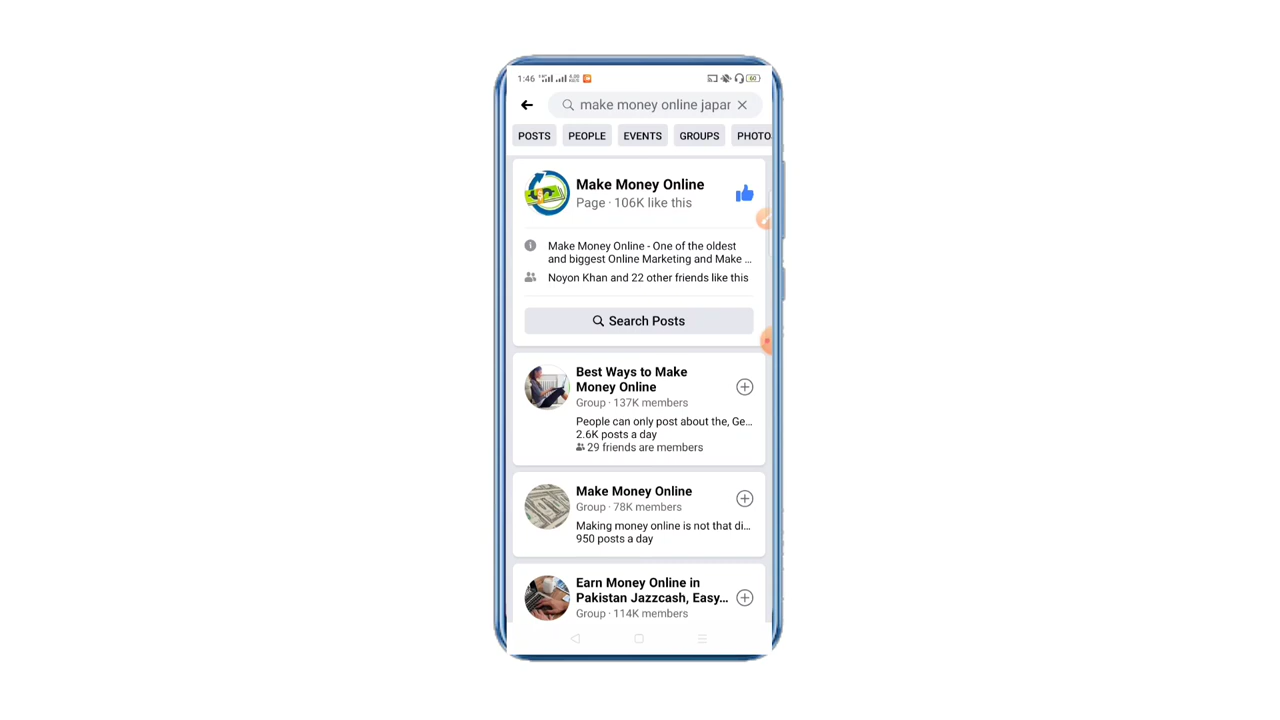 1:46
60
make money online japan
POSTS PEOPLE EVENTS GROUPS PHOTO
Make Money Online
Page · 106K like this
Make Money Online - One of the oldest
and biggest Online Marketing and Make ...
Noyon Khan and 22 other friends like this
Search Posts
Best Ways to Make
Money Online
Group · 137K members
People can only post about the, Ge...
2.6K posts a day
29 friends are members
Make Money Online
Group · 78K members
Making money online is not that di...
950 posts a day
Earn Money Online in
Pakistan Jazzcash, Easy...
Group · 114K members